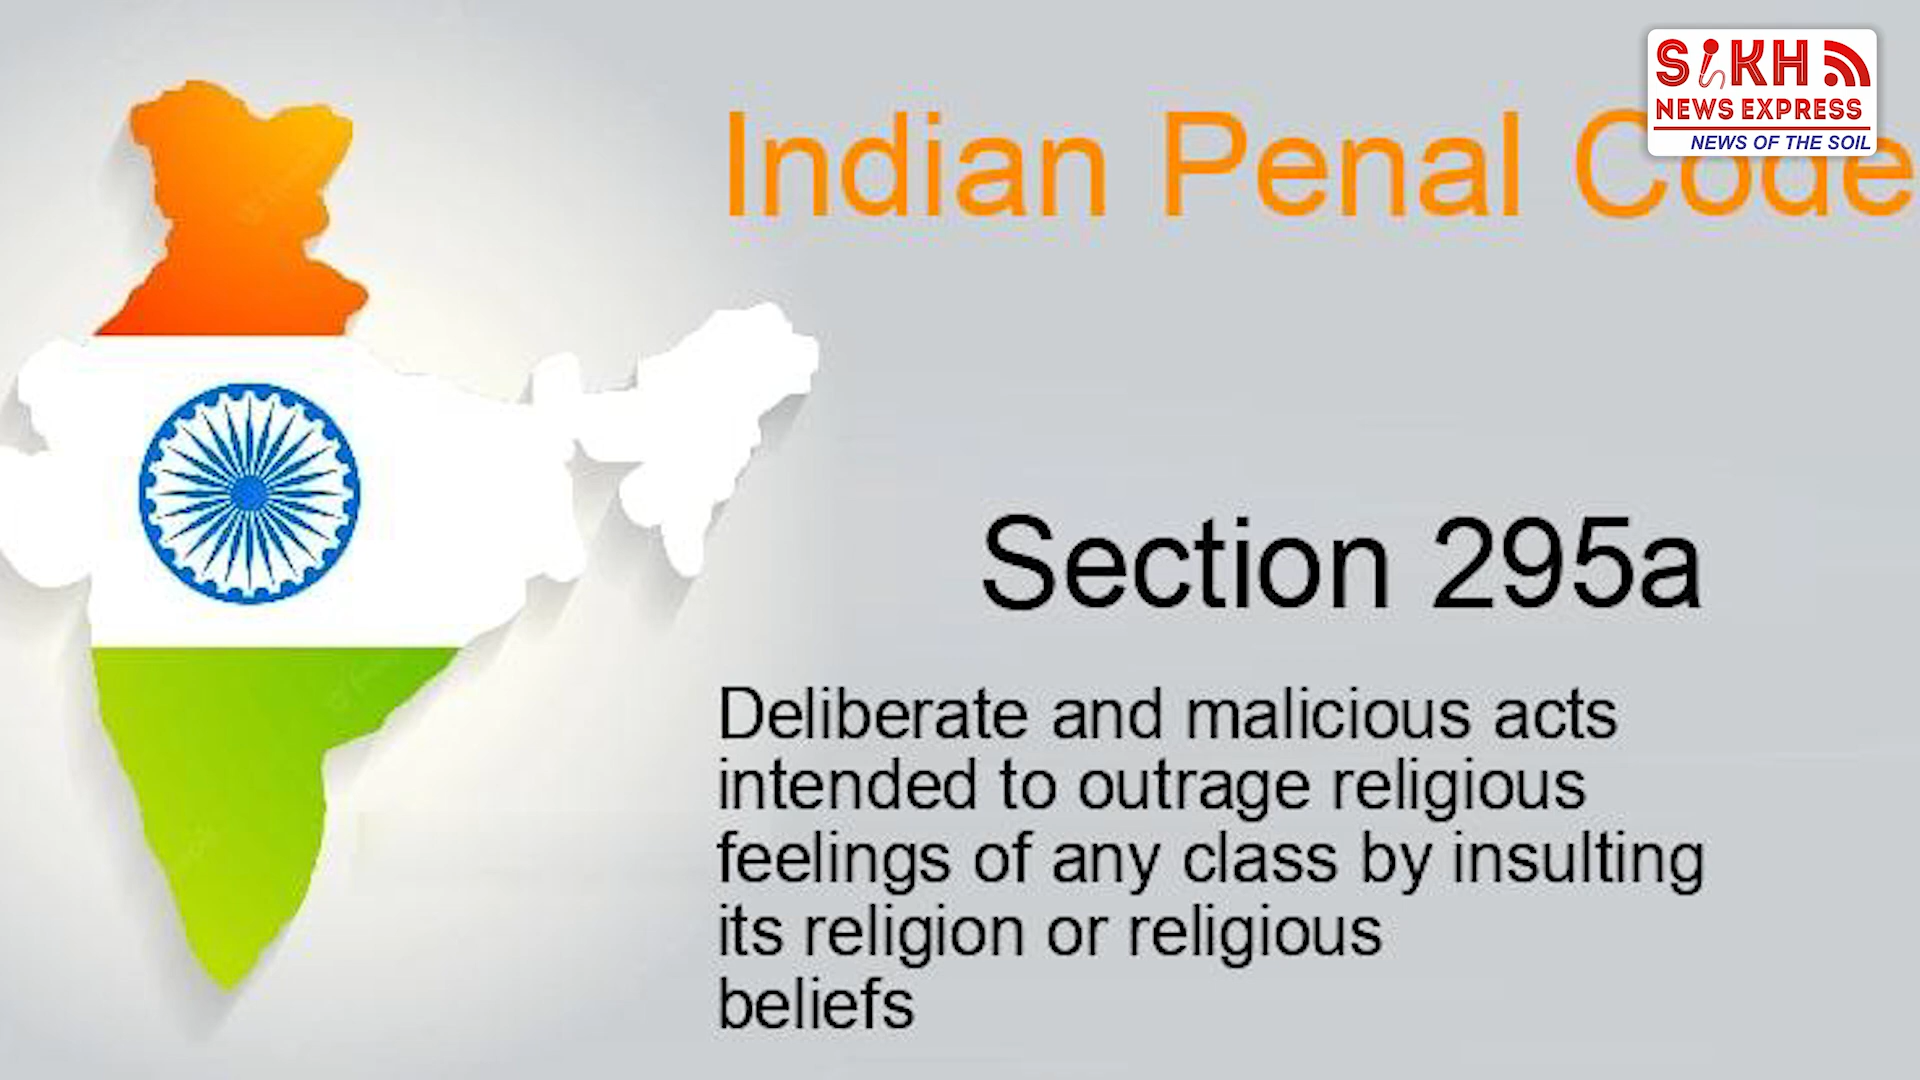 SIKH
NEWS EXPRESS
NEWS OF THE SOIL
Indian Penal Code
Section 295a
Deliberate and malicious acts
intended to outrage religious
feelings of any class by insulting
its religion or religious
beliefs